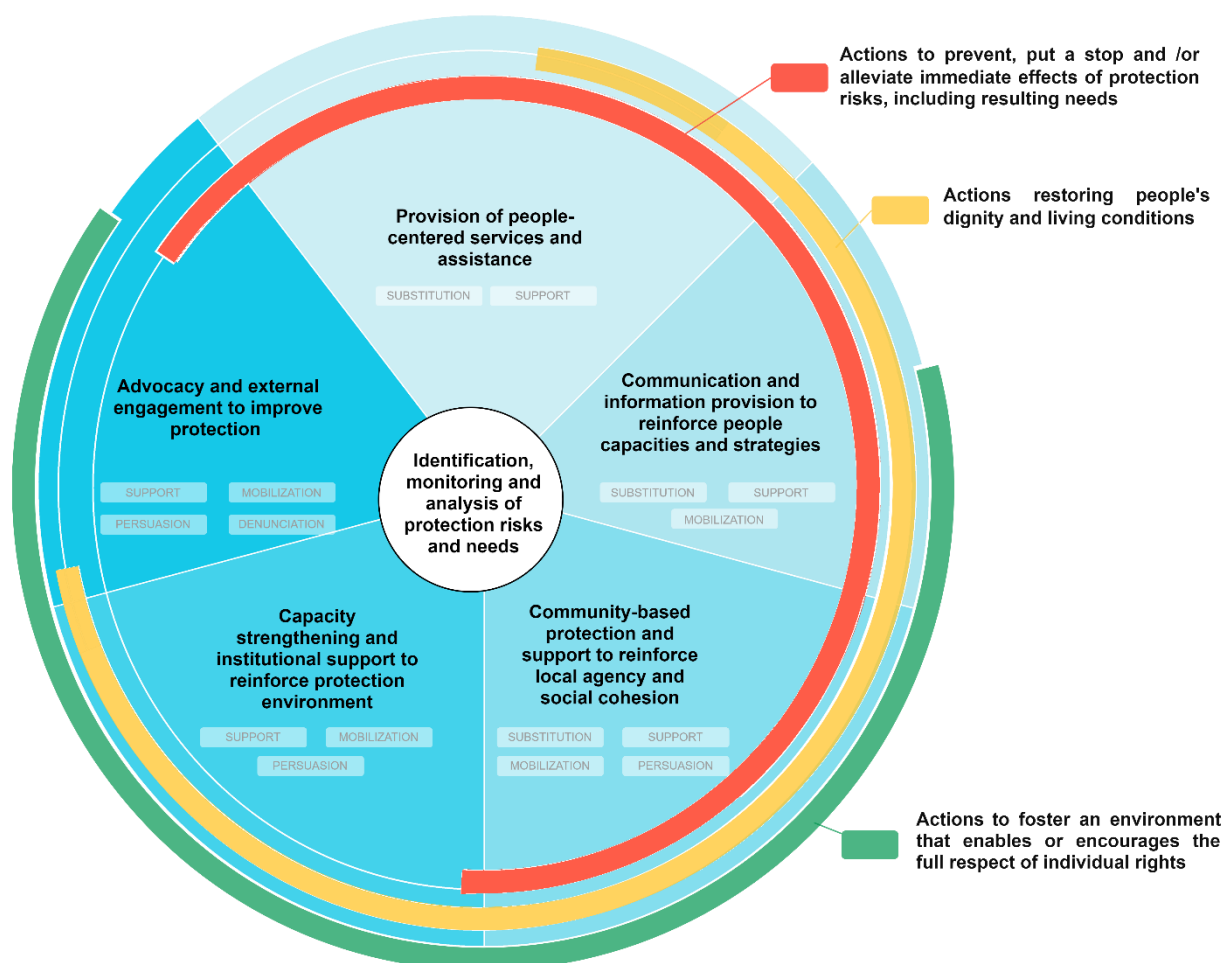 Actions to prevent, put a stop and /or
alleviate immediate effects of protection
risks, including resulting needs
Actions restoring people's
dignity and living conditions
Provision of people-
centered services and
assistance
SUBSTITUTION
SUPPORT
Communication and
information provision to
reinforce people
capacities and strategies
SUBSTITUTION
SUPPORT
MOBILIZATION
Advocacy and external
engagement to improve
protection
SUPPORT
MOBILIZATION
PERSUASION
DENUNCIATION
Identification,
monitoring and
analysis of
protection risks
and needs
Capacity
strengthening and
institutional support to
reinforce protection
environment
SUPPORT
MOBILIZATION
PERSUASION
Community-based
protection and
support to reinforce
local agency and
social cohesion
SUBSTITUTION
SUPPORT
MOBILIZATION
PERSUASION
Actions to foster an environment
that enables or encourages the
full respect of individual rights